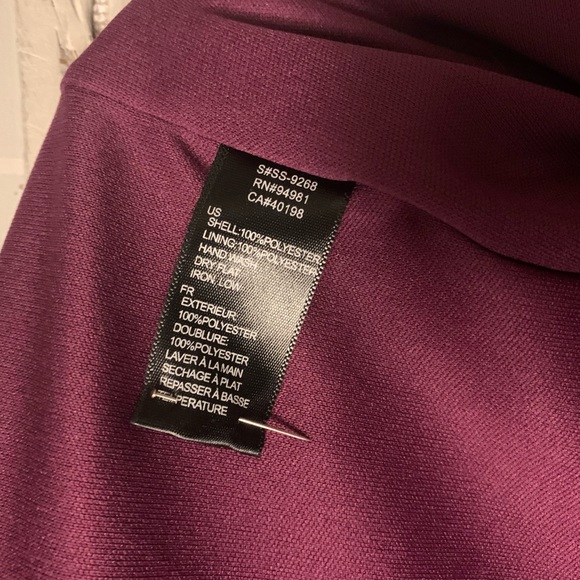 S#SS-9268
RN#94981
CA#40198
US
SHELL:100%POLYESTER
LINING:100%POLYESTER
HAND WASH
DRY FLAT
IRON, LOW
FR
EXTERIEUR:
100%POLYESTER
DOUBLURE:
100%POLYESTER
LAVER À LA MAIN
SECHAGE À PLAT
REPASSER À BASSE
TEMPERATURE